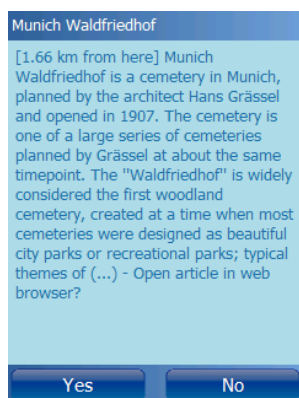 Munich Waldfriedhof
[1.66 km from here] Munich
Waldfriedhof is a cemetery in Munich,
planned by the architect Hans Grässel
and opened in 1907. The cemetery is
one of a large series of cemeteries
planned by Grässel at about the same
timepoint. The "Waldfriedhof" is widely
considered the first woodland
cemetery, created at a time when most
cemeteries were designed as beautiful
city parks or recreational parks; typical
themes of (...) - Open article in web
browser?
Yes
No